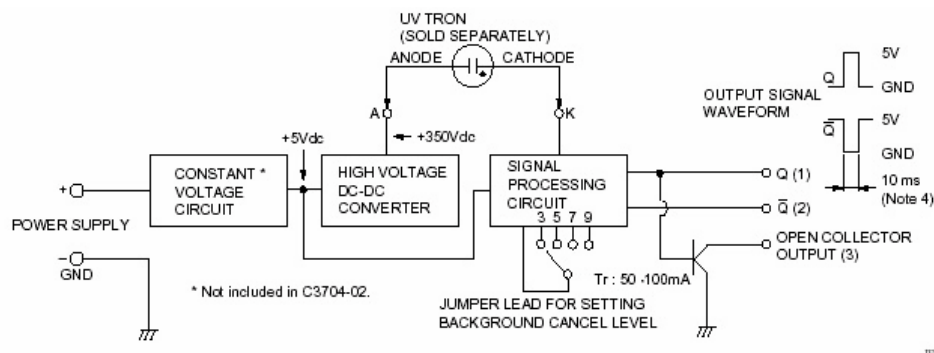 UV TRON
(SOLD SEPARATELY)
ANODE
CATHODE
A
K
+5Vdc
+350Vdc
OUTPUT SIGNAL
WAVEFORM
Q
5V
GND
Q̅
5V
GND
10 ms
(Note 4)
CONSTANT *
VOLTAGE
CIRCUIT
HIGH VOLTAGE
DC-DC
CONVERTER
SIGNAL
PROCESSING
CIRCUIT
3 5 7 9
Q (1)
Q̅ (2)
OPEN COLLECTOR
OUTPUT (3)
+
POWER SUPPLY
−
GND
* Not included in C3704-02.
Tr : 50 -100mA
JUMPER LEAD FOR SETTING
BACKGROUND CANCEL LEVEL